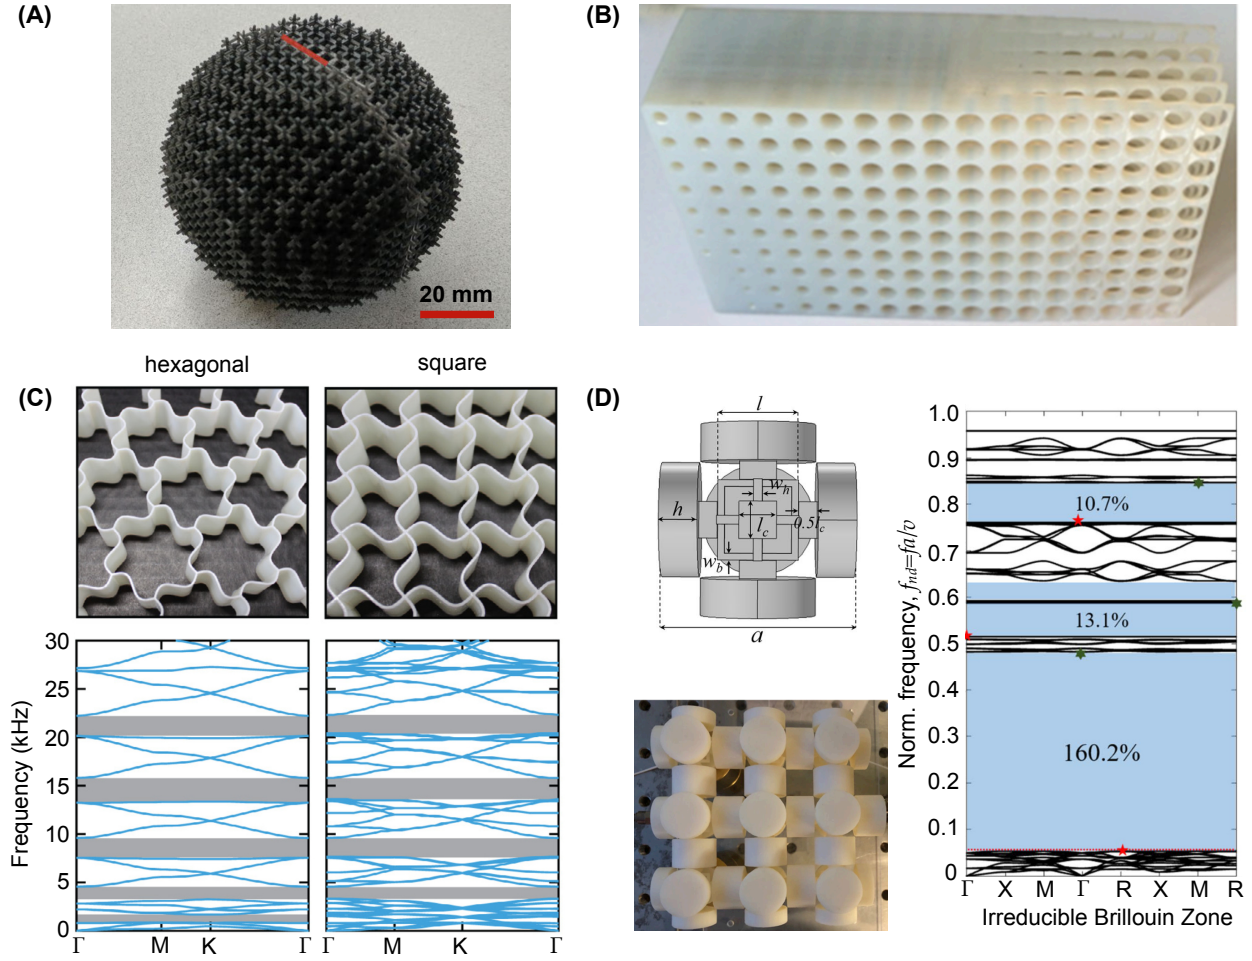 (A)
20 mm
(B)
hexagonal
square
(C)
Frequency (kHz)
30
25
20
15
10
5
0
Γ M K Γ
Γ M K Γ
(D)
l
w_h
h
l_c
0.5l_c
w_b
a
Norm. frequency, f_nd=fa/v
1.0
0.9
0.8
0.7
0.6
0.5
0.4
0.3
0.2
0.1
0
10.7%
13.1%
160.2%
Γ X M Γ R X M R
Irreducible Brillouin Zone